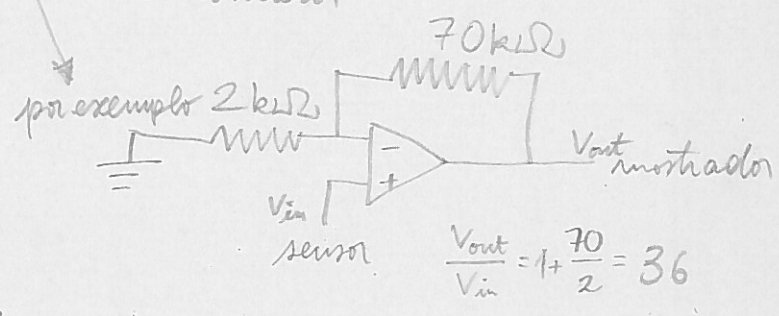 70kΩ
por exemplo 2kΩ
-
+
Vout mostrador
Vin
sensor
Vout/Vin = 1+70/2 = 36